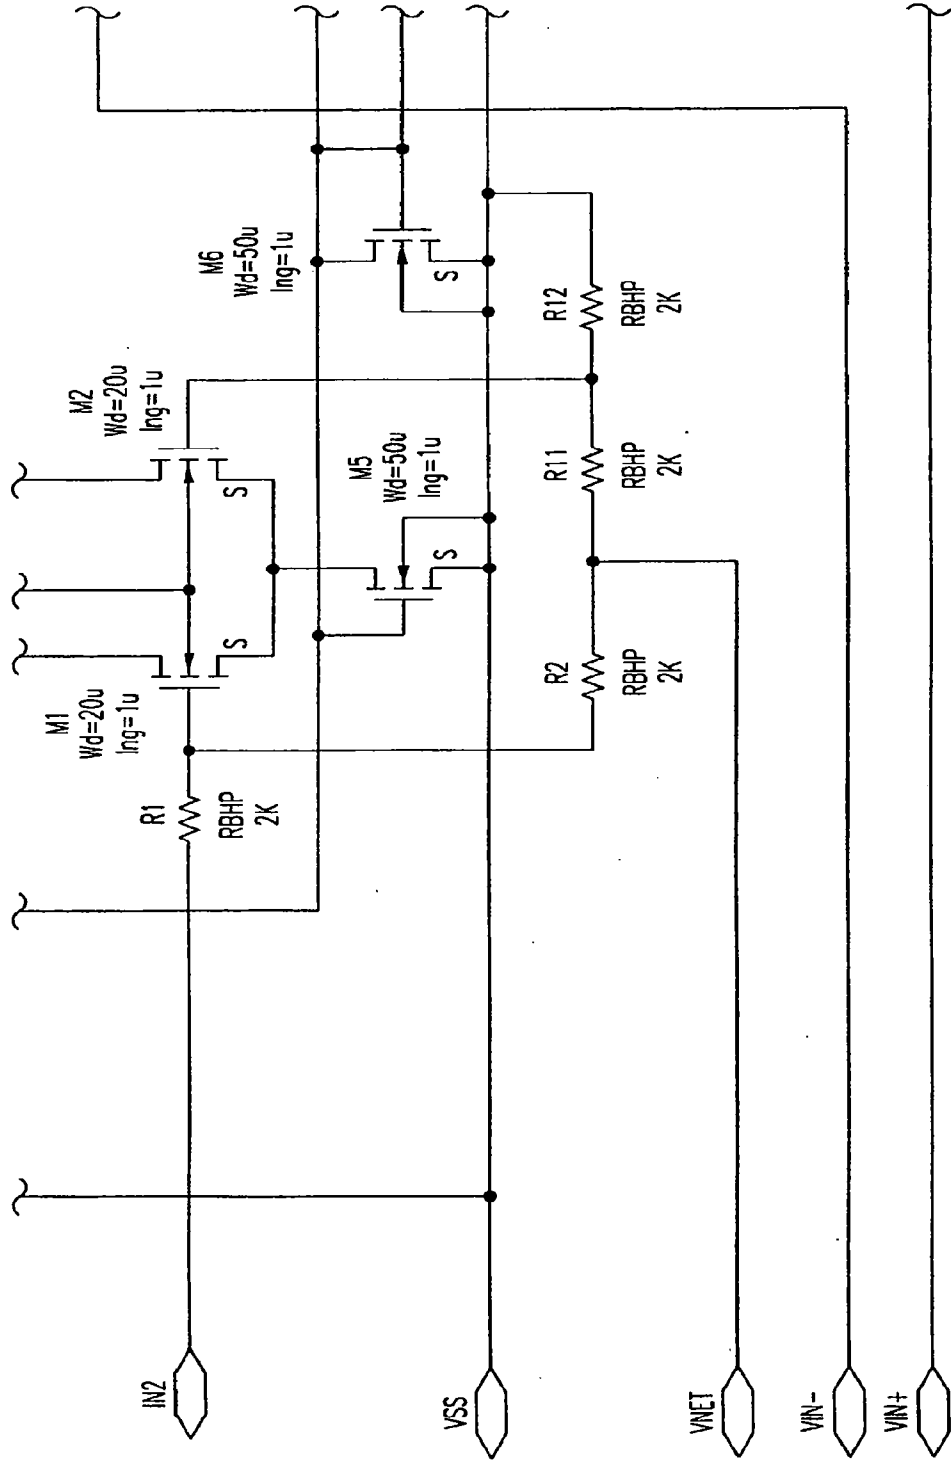 IN2
R1
RBHP
2K
M1
Wd=20u
lng=1u
S
M2
Wd=20u
lng=1u
S
M6
Wd=50u
lng=1u
S
M5
Wd=50u
lng=1u
S
VSS
R2
RBHP
2K
R11
RBHP
2K
R12
RBHP
2K
VNET
VIN-
VIN+